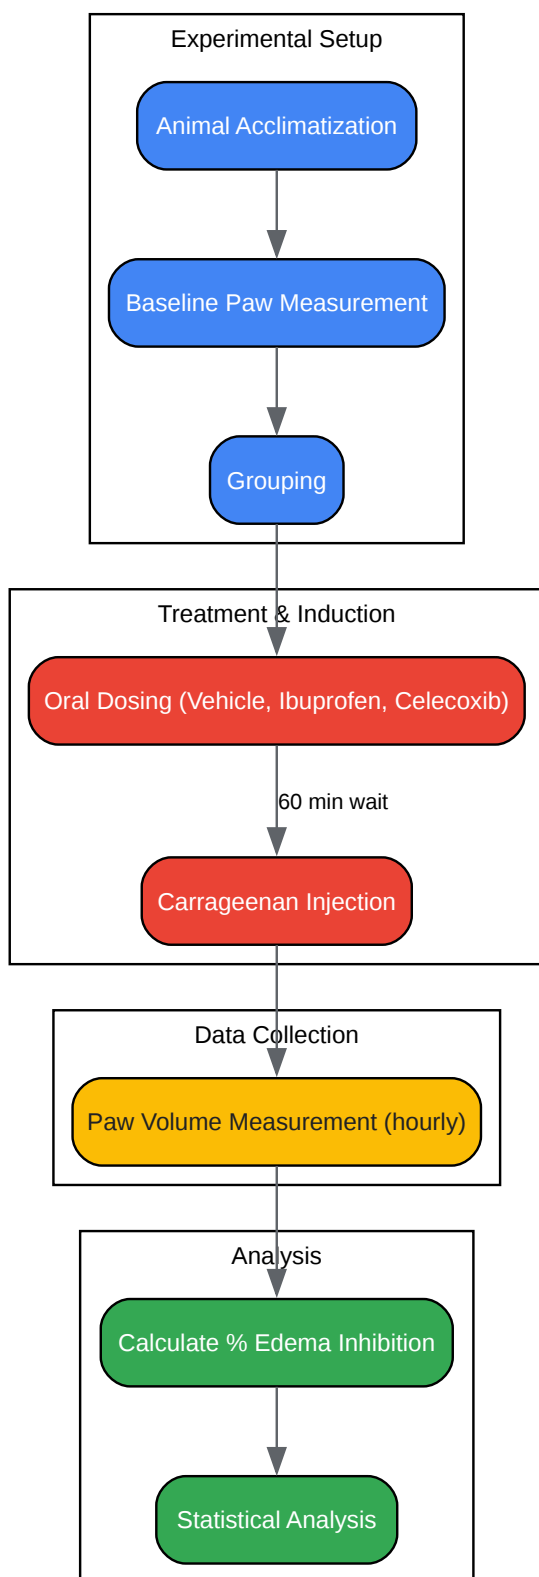 Experimental Setup
Animal Acclimatization
Baseline Paw Measurement
Grouping
Treatment & Induction
Oral Dosing (Vehicle, Ibuprofen, Celecoxib)
60 min wait
Carrageenan Injection
Data Collection
Paw Volume Measurement (hourly)
Analysis
Calculate % Edema Inhibition
Statistical Analysis